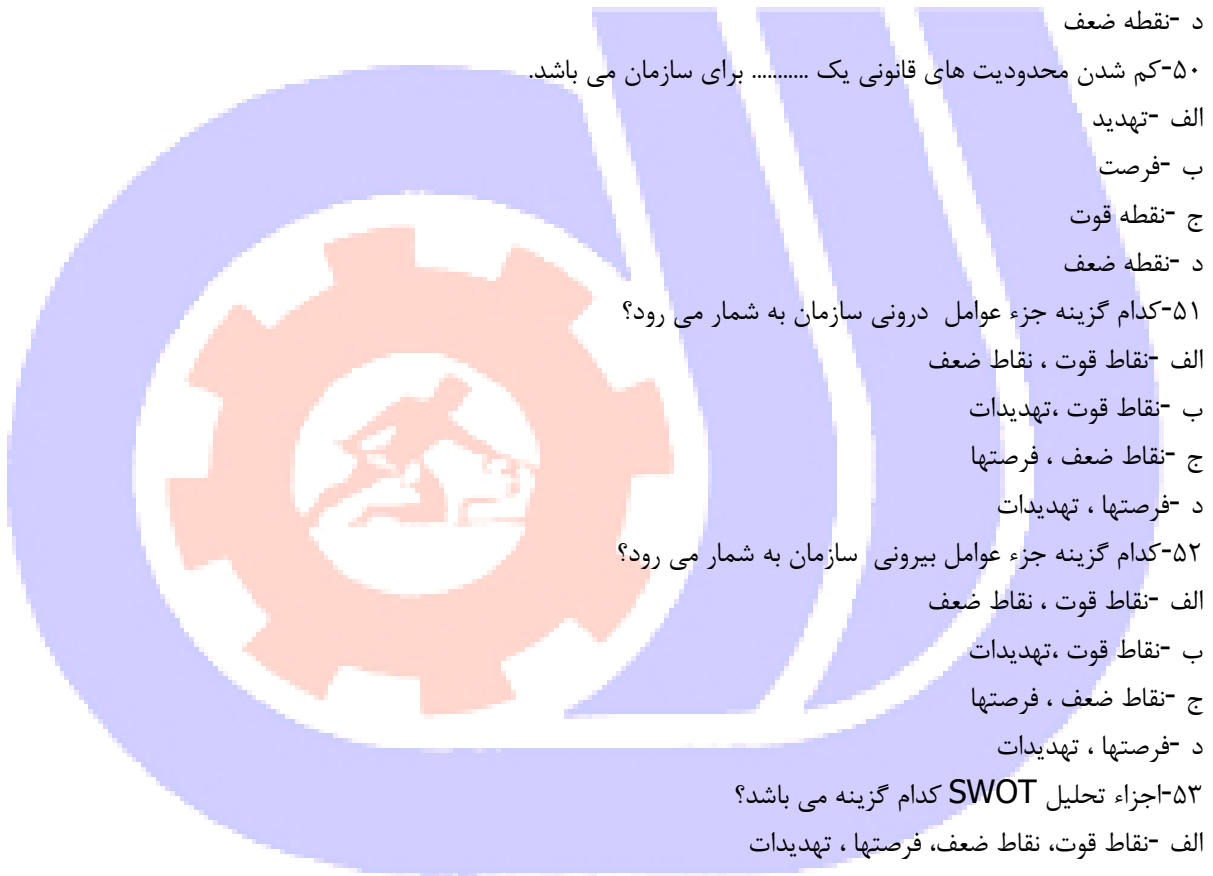 د -نقطه ضعف
۵۰-کم شدن محدودیت های قانونی یک .......... برای سازمان می باشد.
الف -تهدید
ب -فرصت
ج -نقطه قوت
د -نقطه ضعف
۵۱-کدام گزینه جزء عوامل درونی سازمان به شمار می رود؟
الف -نقاط قوت ، نقاط ضعف
ب -نقاط قوت ،تهدیدات
ج -نقاط ضعف ، فرصتها
د -فرصتها ، تهدیدات
۵۲-کدام گزینه جزء عوامل بیرونی سازمان به شمار می رود؟
الف -نقاط قوت ، نقاط ضعف
ب -نقاط قوت ،تهدیدات
ج -نقاط ضعف ، فرصتها
د -فرصتها ، تهدیدات
۵۳-اجزاء تحلیل SWOT کدام گزینه می باشد؟
الف -نقاط قوت، نقاط ضعف، فرصتها ، تهدیدات